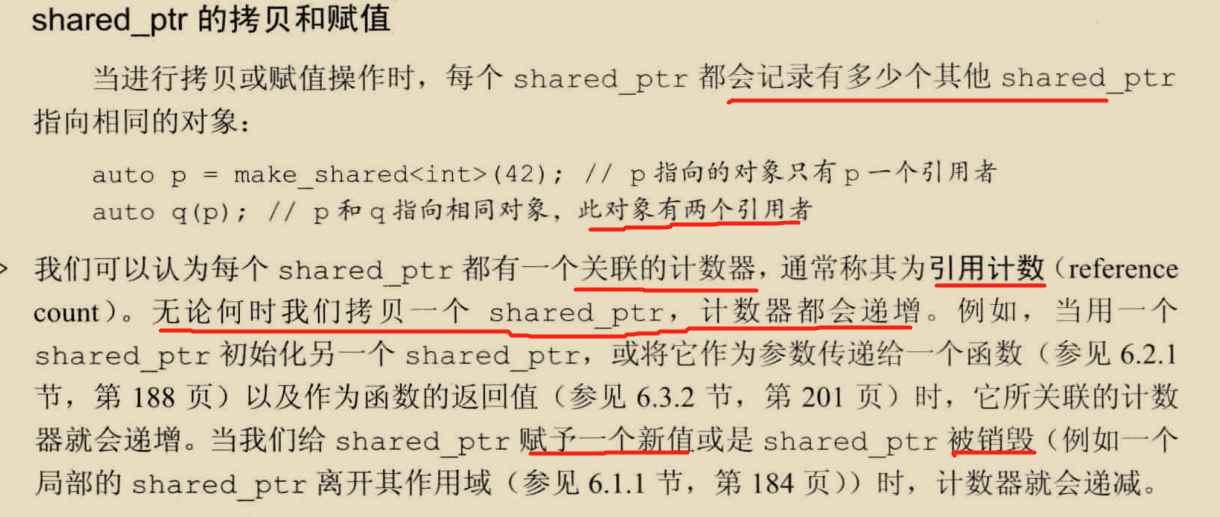 shared_ptr 的拷贝和赋值
当进行拷贝或赋值操作时，每个 shared_ptr 都会记录有多少个其他 shared_ptr
指向相同的对象：
auto p = make_shared<int>(42); // p 指向的对象只有 p 一个引用者
auto q(p); // p 和 q 指向相同对象，此对象有两个引用者
我们可以认为每个 shared_ptr 都有一个关联的计数器，通常称其为引用计数（reference
count）。无论何时我们拷贝一个 shared_ptr，计数器都会递增。例如，当用一个
shared_ptr 初始化另一个 shared_ptr，或将它作为参数传递给一个函数（参见 6.2.1
节，第 188 页）以及作为函数的返回值（参见 6.3.2 节，第 201 页）时，它所关联的计数
器就会递增。当我们给 shared_ptr 赋予一个新值或是 shared_ptr 被销毁（例如一个
局部的 shared_ptr 离开其作用域（参见 6.1.1 节，第 184 页））时，计数器就会递减。